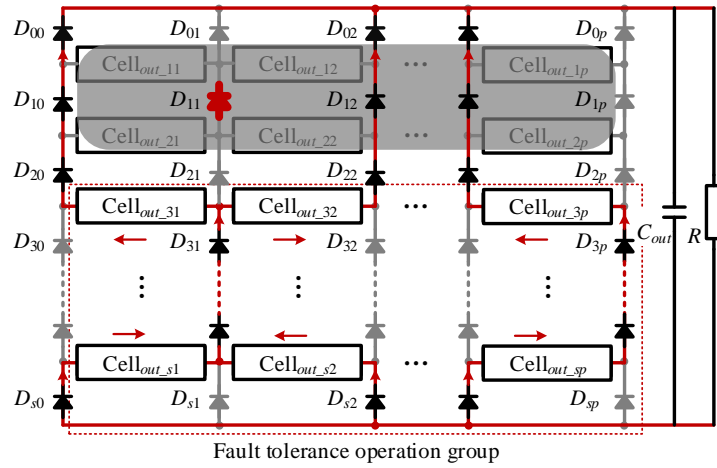 D00 D01 D02 D0p
Cellout_11 Cellout_12 ... Cellout_1p
D10 D11 D12 D1p
Cellout_21 Cellout_22 ... Cellout_2p
D20 D21 D22 D2p
Cellout_31 Cellout_32 ... Cellout_3p
D30 D31 D32 D3p Cout R
Cellout_s1 Cellout_s2 ... Cellout_sp
Ds0 Ds1 Ds2 Dsp
Fault tolerance operation group